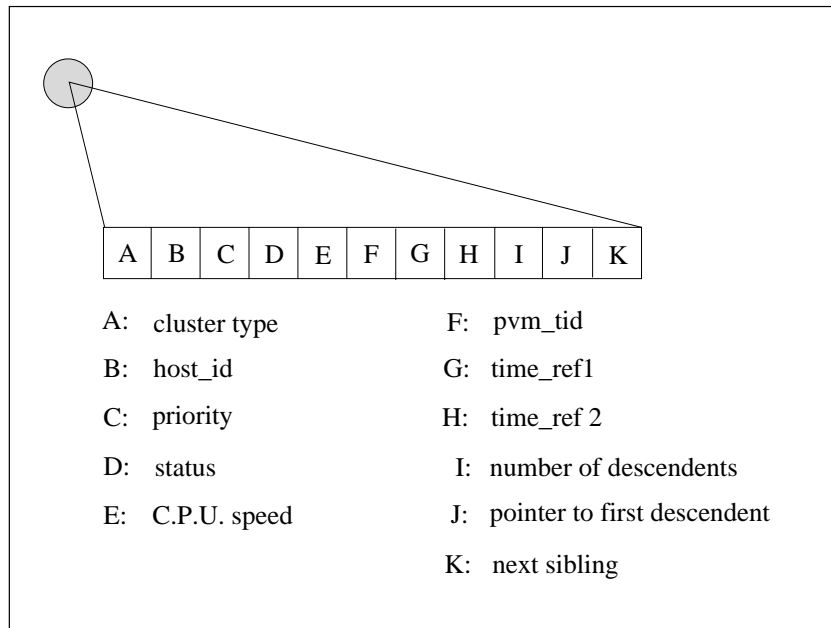 A B C D E F G H I J K
A: cluster type
B: host_id
C: priority
D: status
E: C.P.U. speed
F: pvm_tid
G: time_ref1
H: time_ref 2
I: number of descendents
J: pointer to first descendent
K: next sibling